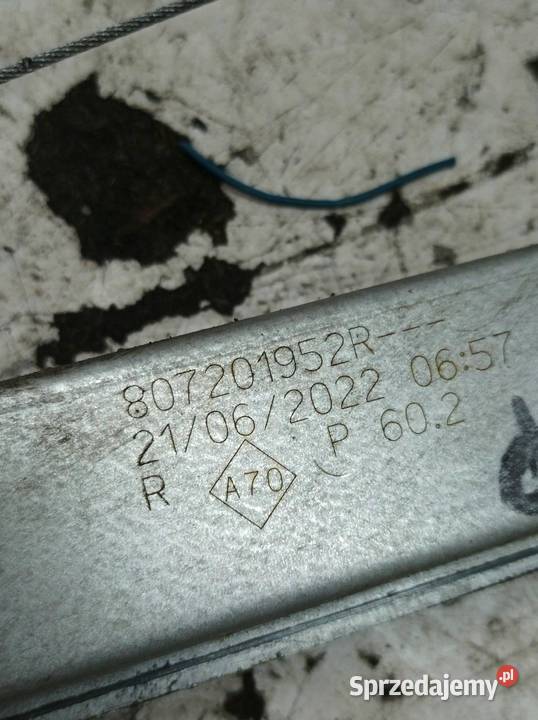 807201952R---
21/06/2022 06:57
R A70 P 60.2
Sprzedajemy.pl